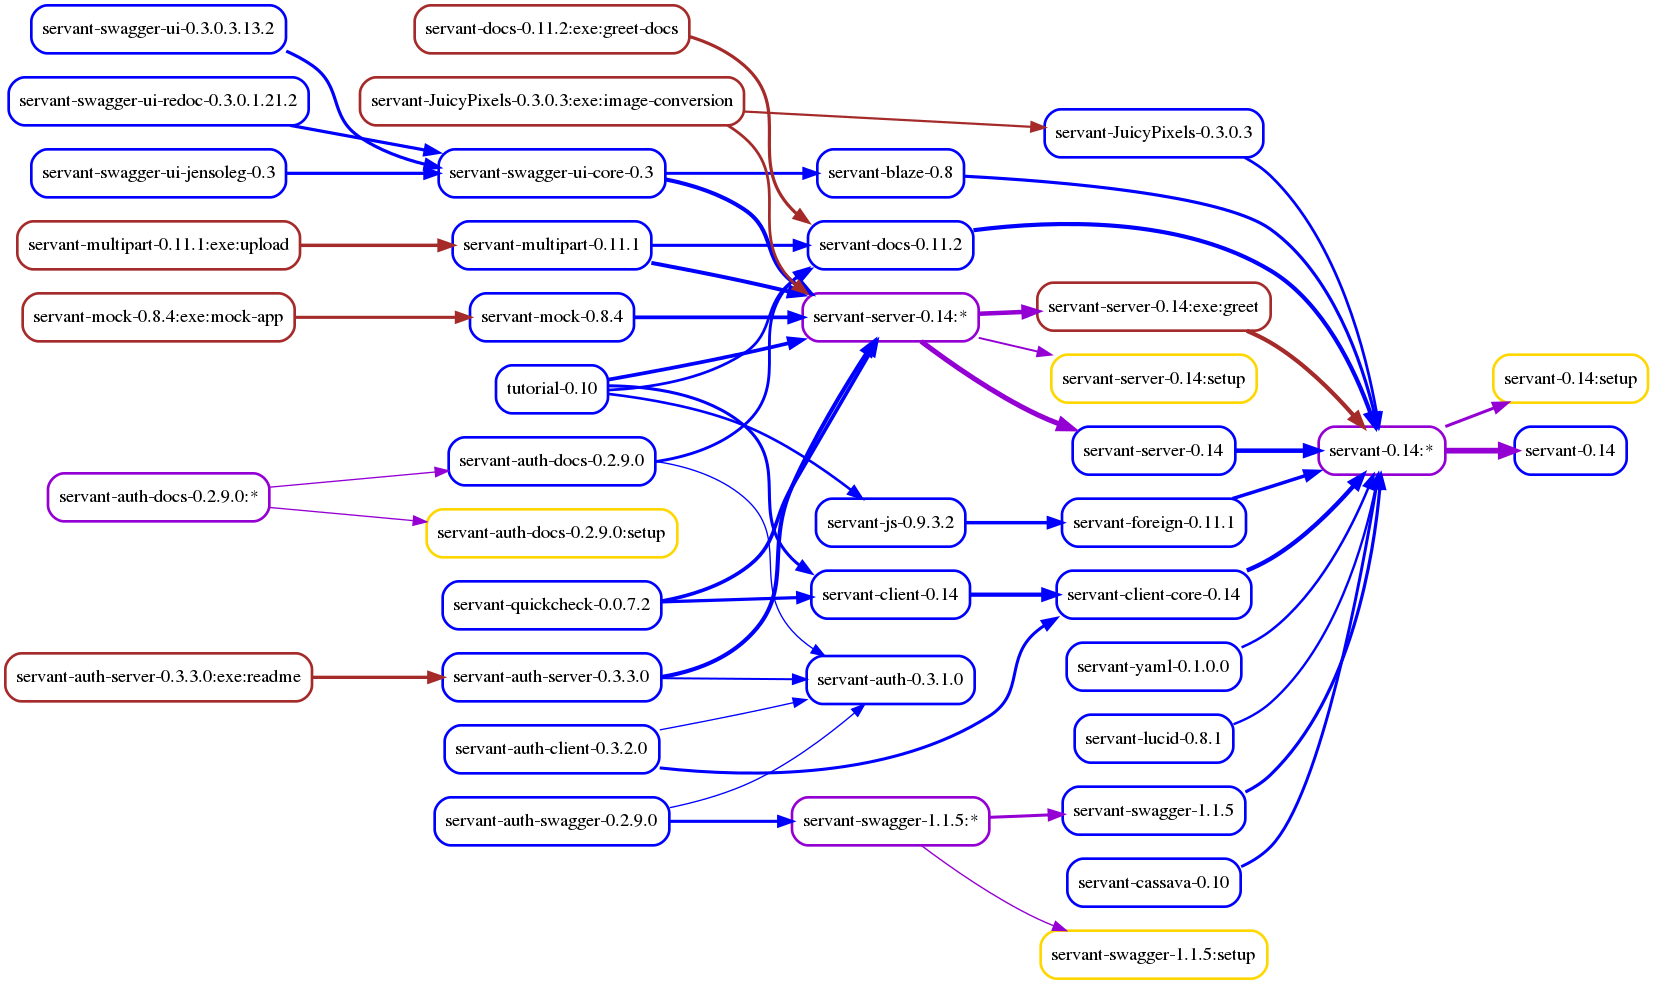 servant-swagger-ui-0.3.0.3.13.2
servant-docs-0.11.2:exe:greet-docs
servant-swagger-ui-redoc-0.3.0.1.21.2
servant-JuicyPixels-0.3.0.3:exe:image-conversion
servant-JuicyPixels-0.3.0.3
servant-swagger-ui-jensoleg-0.3
servant-swagger-ui-core-0.3
servant-blaze-0.8
servant-multipart-0.11.1:exe:upload
servant-multipart-0.11.1
servant-docs-0.11.2
servant-mock-0.8.4:exe:mock-app
servant-mock-0.8.4
servant-server-0.14:*
servant-server-0.14:exe:greet
tutorial-0.10
servant-server-0.14:setup
servant-0.14:setup
servant-auth-docs-0.2.9.0
servant-server-0.14
servant-0.14:*
servant-0.14
servant-auth-docs-0.2.9.0:*
servant-auth-docs-0.2.9.0:setup
servant-js-0.9.3.2
servant-foreign-0.11.1
servant-quickcheck-0.0.7.2
servant-client-0.14
servant-client-core-0.14
servant-auth-server-0.3.3.0:exe:readme
servant-auth-server-0.3.3.0
servant-auth-0.3.1.0
servant-yaml-0.1.0.0
servant-auth-client-0.3.2.0
servant-lucid-0.8.1
servant-auth-swagger-0.2.9.0
servant-swagger-1.1.5:*
servant-swagger-1.1.5
servant-cassava-0.10
servant-swagger-1.1.5:setup